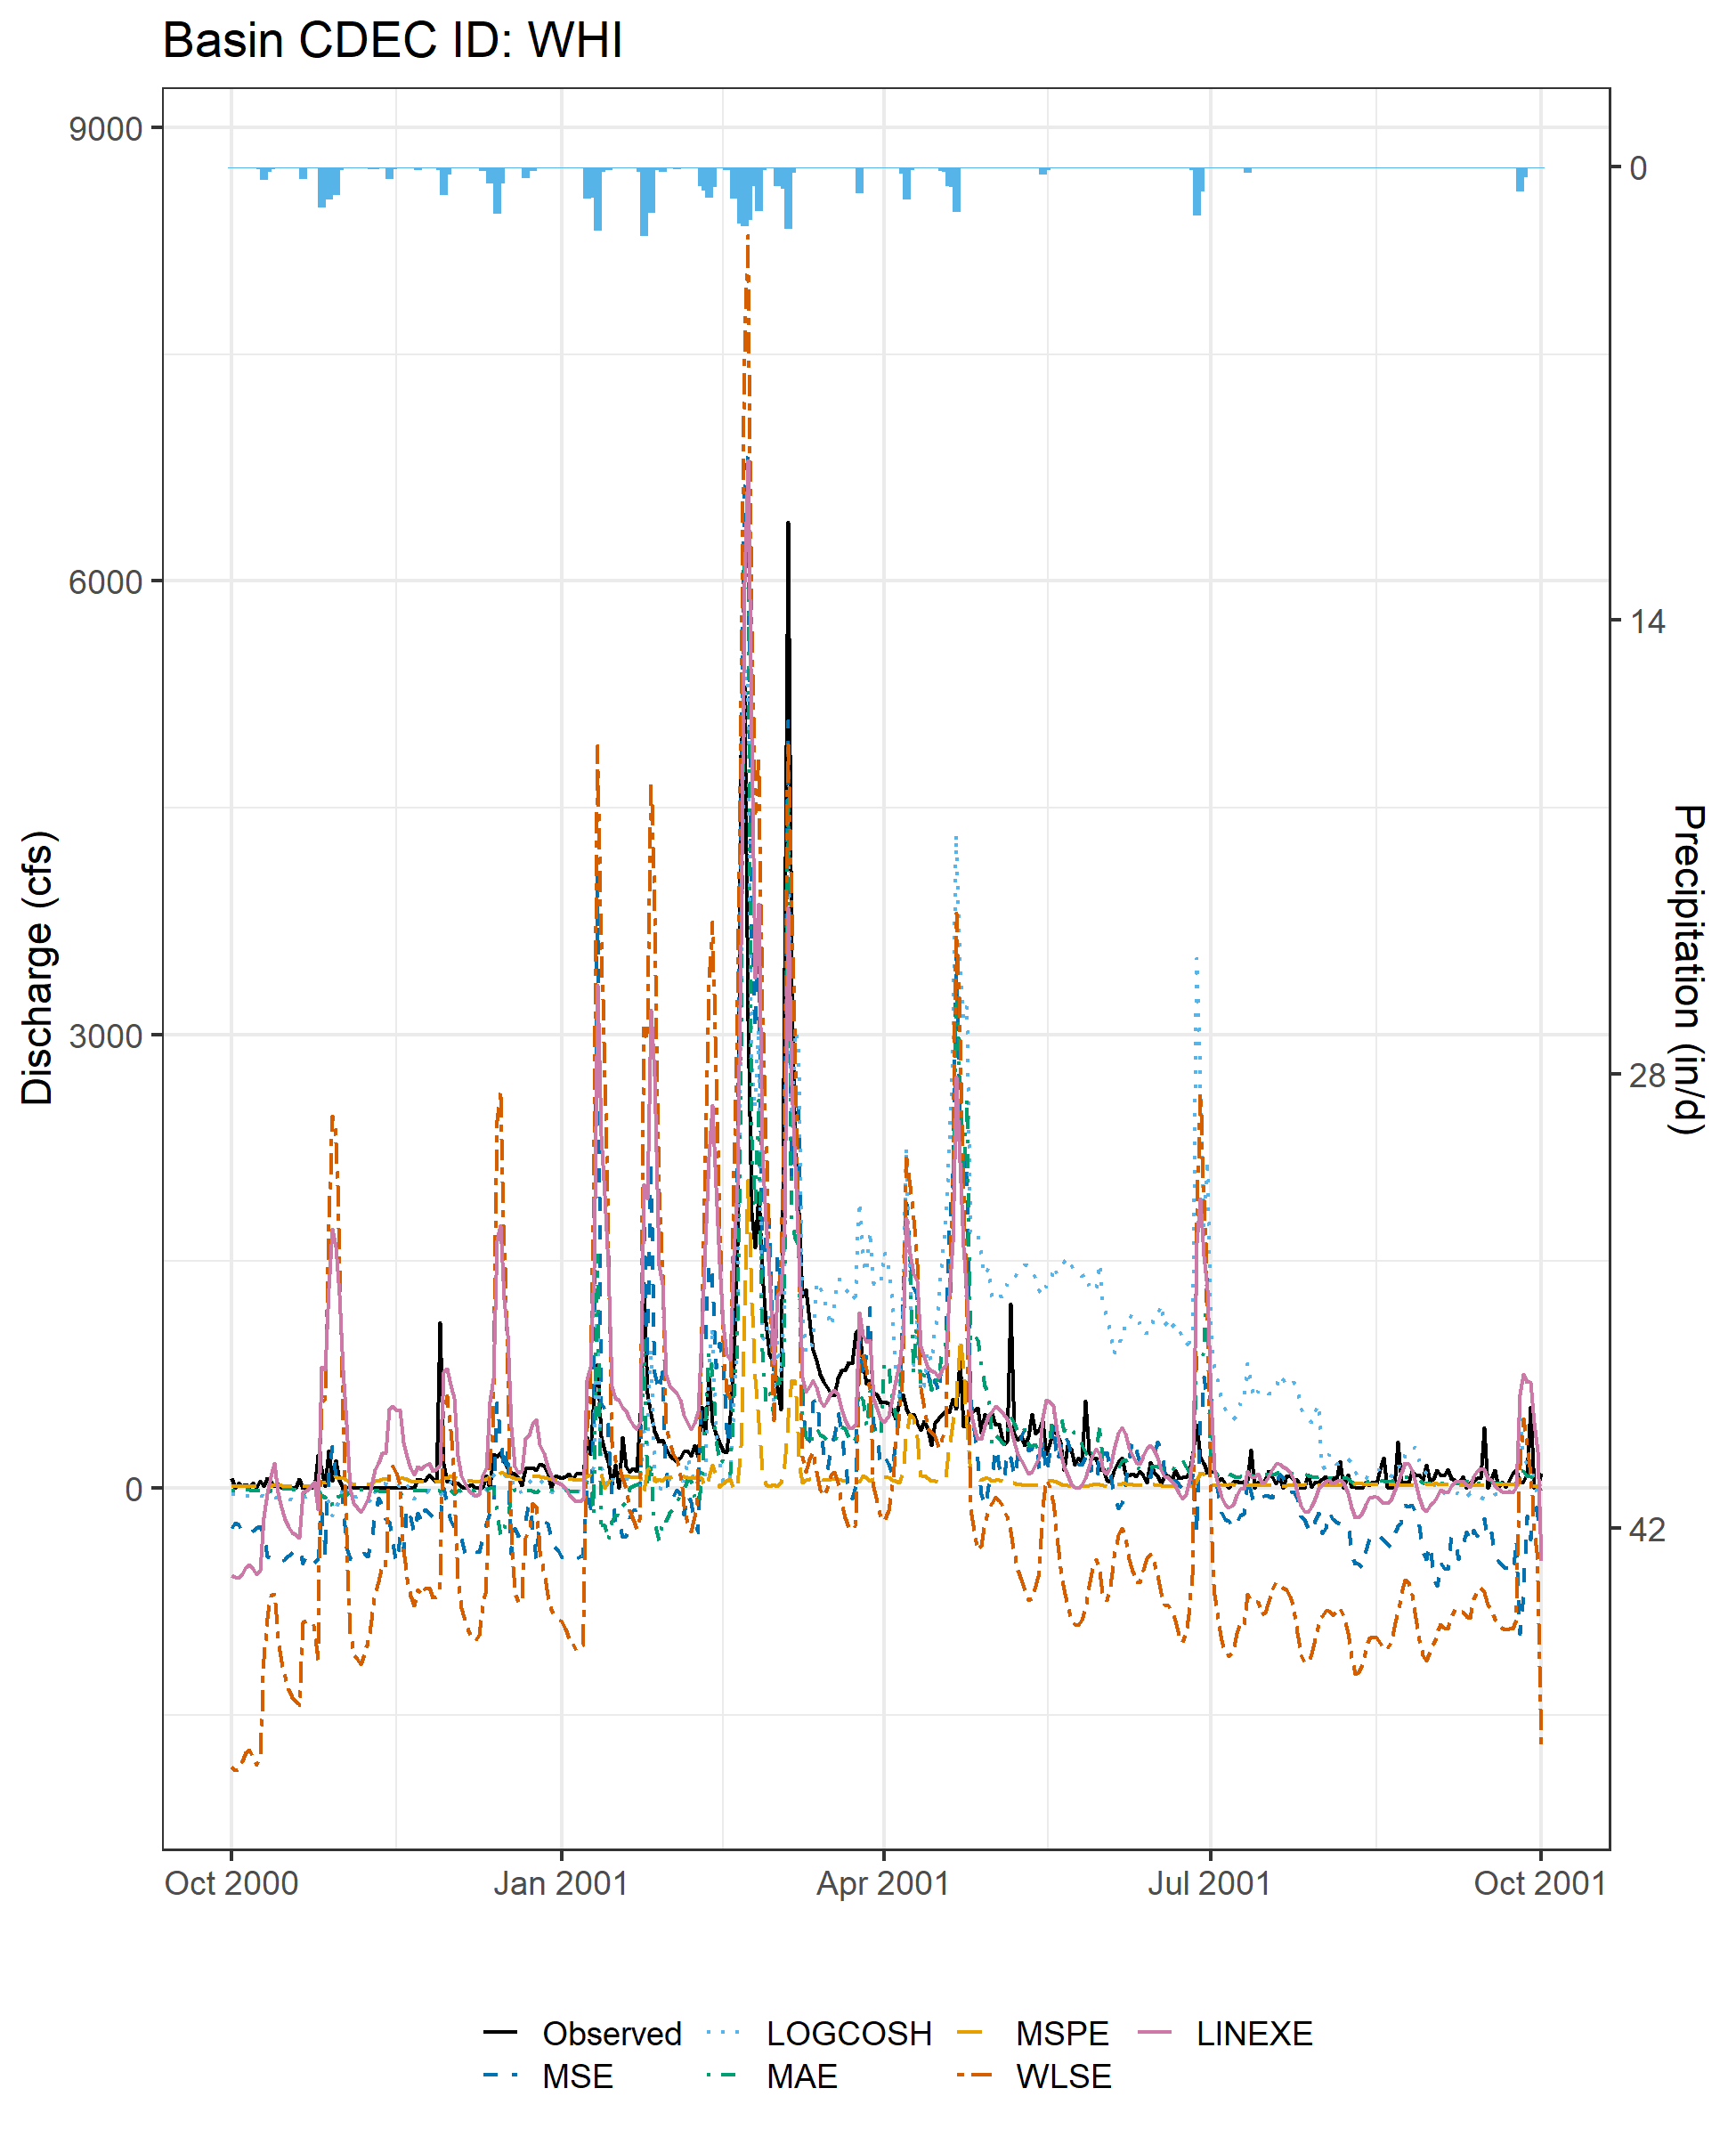 Basin CDEC ID: WHI
9000
6000
3000
0
Discharge (cfs)
0
14
28
42
Precipitation (in/d)
Oct 2000 Jan 2001 Apr 2001 Jul 2001 Oct 2001
Observed LOGCOSH MSPE LINEXE
MSE MAE WLSE